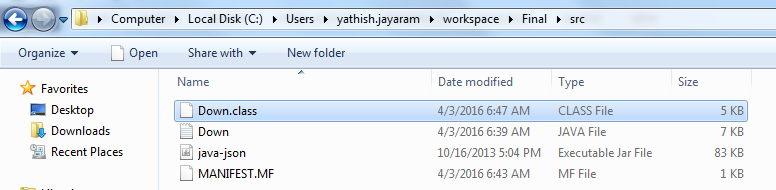 Computer Local Disk (C:) Users yathish.jayaram workspace Final src
Organize Open Share with New folder
Favorites
Desktop
Downloads
Recent Places
Name Date modified Type Size
Down.class 4/3/2016 6:47 AM CLASS File 5 KB
Down 4/3/2016 6:39 AM JAVA File 7 KB
java-json 10/16/2013 5:04 PM Executable Jar File 83 KB
MANIFEST.MF 4/3/2016 6:43 AM MF File 1 KB